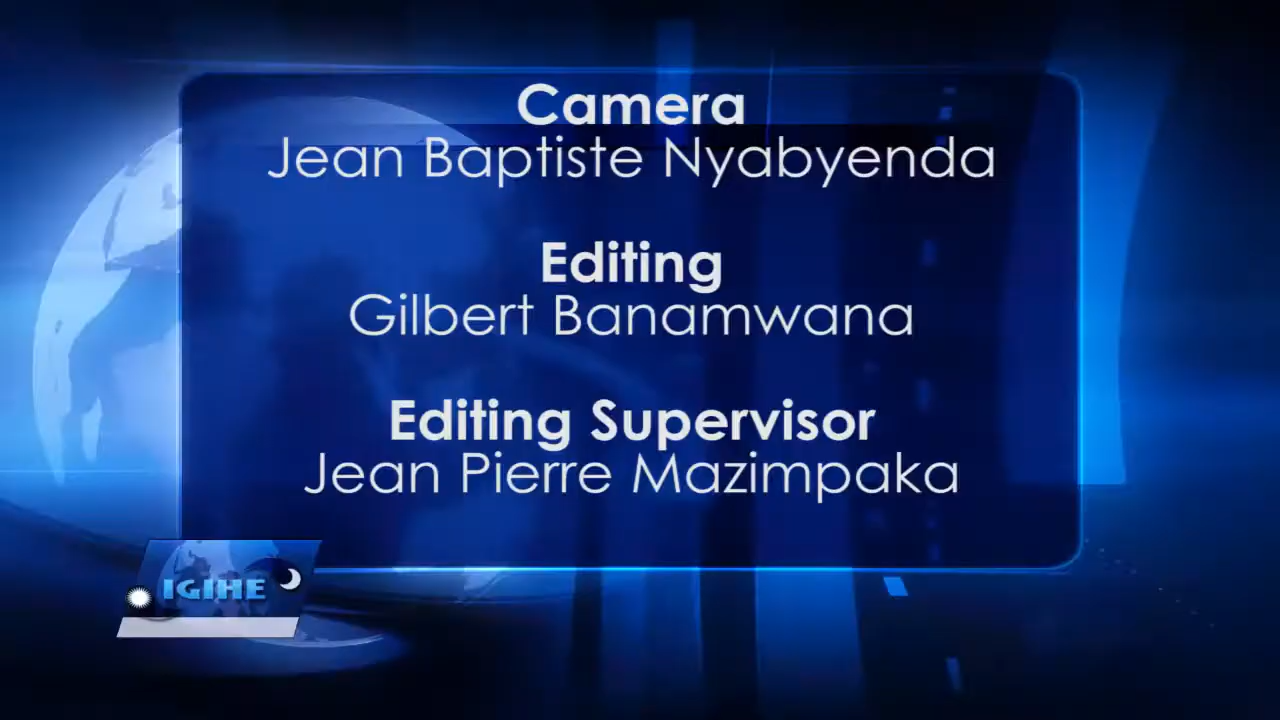 Camera
Jean Baptiste Nyabyenda
Editing
Gilbert Banamwana
Editing Supervisor
Jean Pierre Mazimpaka
IGIHE